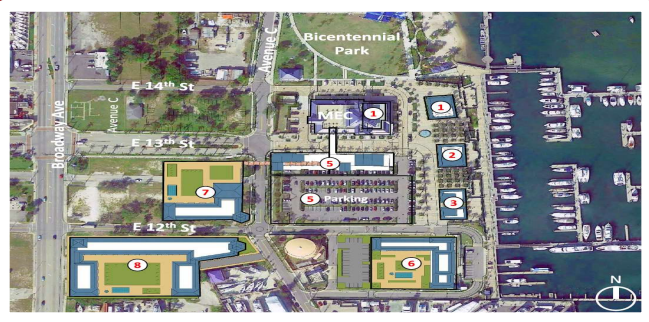 Bicentennial
Park
Avenue C
E 14th St
Avenue C
MEC
1
1
E 13th St
Broadway Ave
2
5
7
5 Parking
3
E 12th St
8
6
N